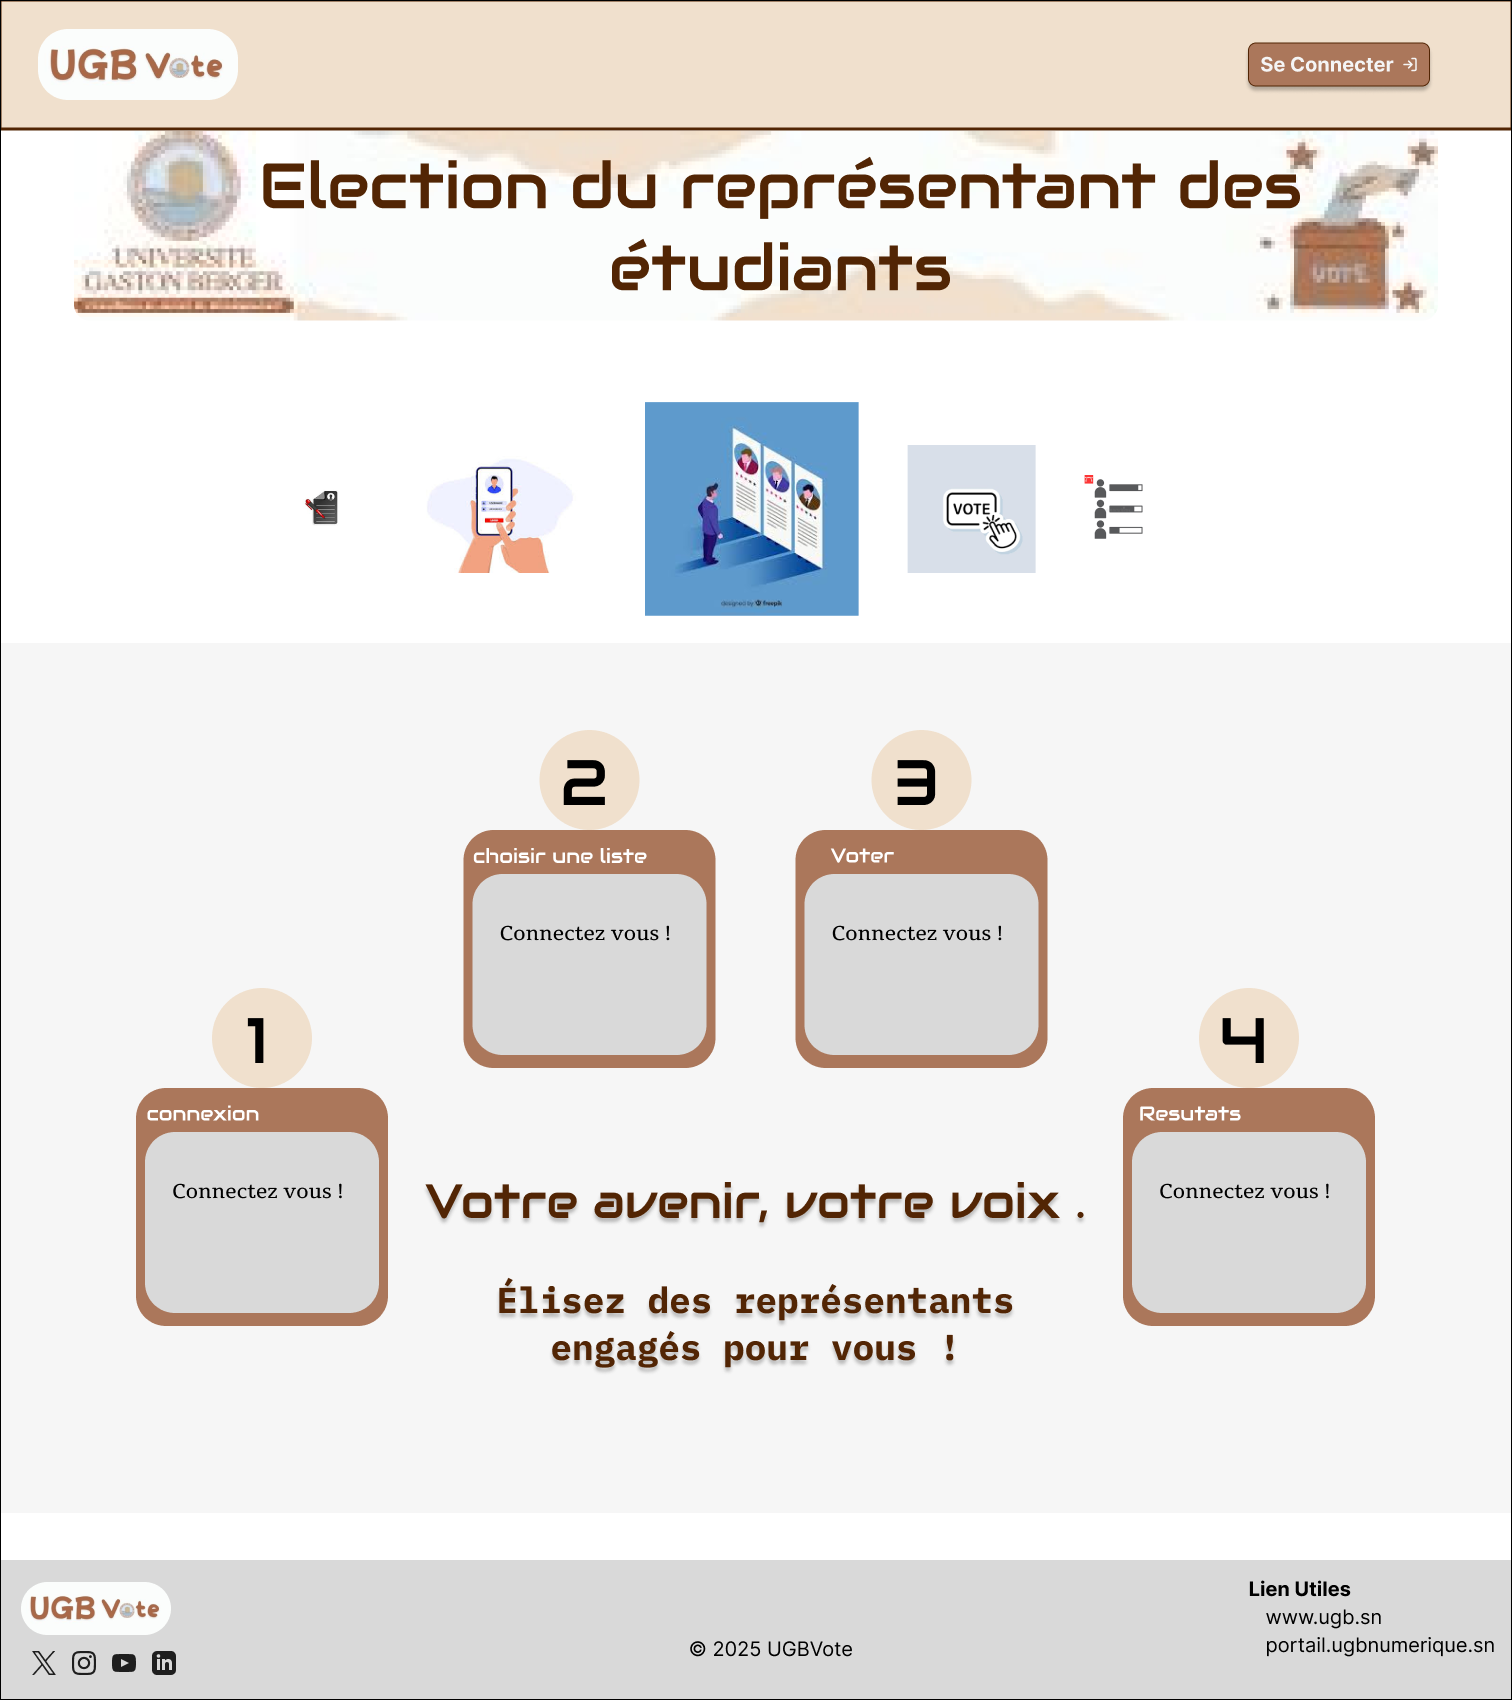 UGB Vote
Se Connecter
UNIVERSITE
GASTON BERGER
Election du représentant des
étudiants
VOTE
VOTE
designed by freepik
2
3
choisir une liste
Voter
Connectez vous !
Connectez vous !
1
4
connexion
Resutats
Connectez vous !
Connectez vous !
Votre avenir, votre voix .
Élisez des représentants
engagés pour vous !
UGB Vote
© 2025 UGBVote
Lien Utiles
www.ugb.sn
portail.ugbnumerique.sn